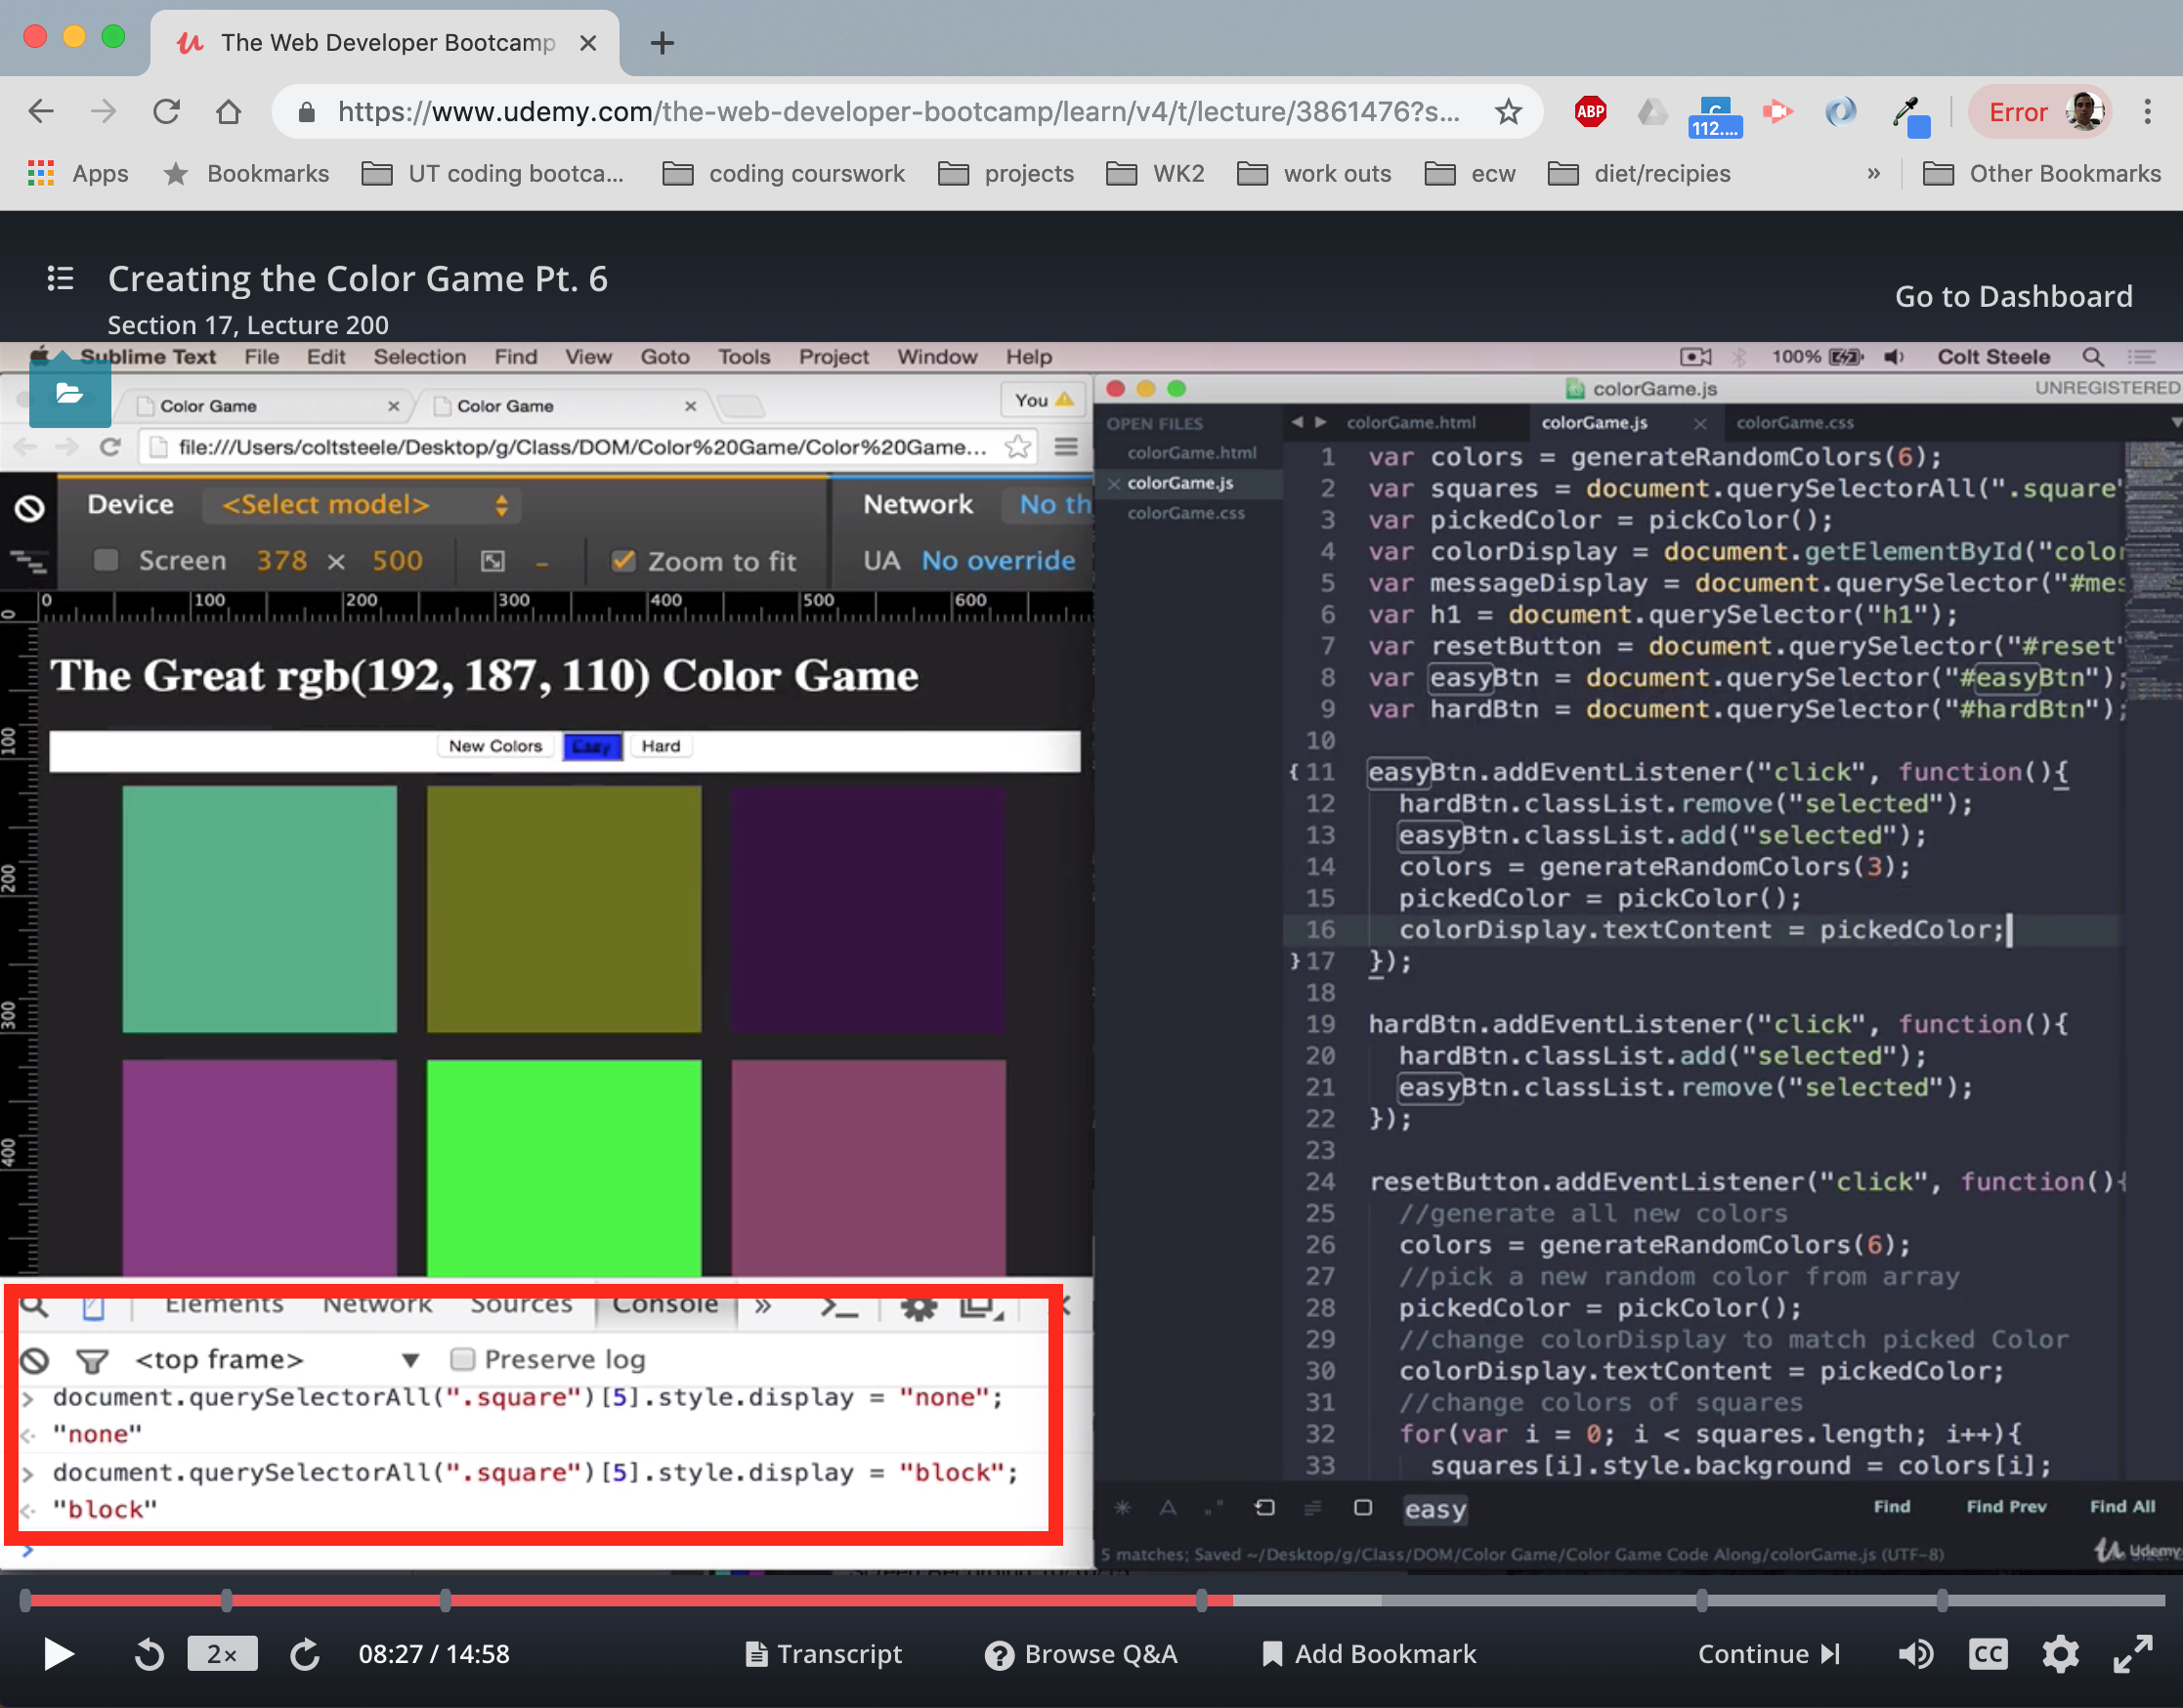 The Web Developer Bootcamp
https://www.udemy.com/the-web-developer-bootcamp/learn/v4/t/lecture/3861476?s...
ABP
C
112....
Error
Apps
Bookmarks
UT coding bootca...
coding courswork
projects
WK2
work outs
ecw
diet/recipies
»
Other Bookmarks
Creating the Color Game Pt. 6
Section 17, Lecture 200
Go to Dashboard
Sublime Text File Edit Selection Find View Goto Tools Project Window Help
100%
Colt Steele
Color Game
Color Game
You
file:///Users/coltsteele/Desktop/g/Class/DOM/Color%20Game/Color%20Game...
Device <Select model>
Network No th
Screen 378 × 500 – Zoom to fit
UA No override
0 100 200 300 400 500 600
0
100
200
300
400
The Great rgb(192, 187, 110) Color Game
New Colors Easy Hard
Elements Network Sources Console »
<top frame> Preserve log
> document.querySelectorAll(".square")[5].style.display = "none";
"none"
> document.querySelectorAll(".square")[5].style.display = "block";
"block"
>
colorGame.js
UNREGISTERED
OPEN FILES
colorGame.html
colorGame.js
colorGame.css
colorGame.html colorGame.js colorGame.css
1 var colors = generateRandomColors(6);
2 var squares = document.querySelectorAll(".square"
3 var pickedColor = pickColor();
4 var colorDisplay = document.getElementById("color
5 var messageDisplay = document.querySelector("#mes
6 var h1 = document.querySelector("h1");
7 var resetButton = document.querySelector("#reset"
8 var easyBtn = document.querySelector("#easyBtn");
9 var hardBtn = document.querySelector("#hardBtn");
10
{ 11 easyBtn.addEventListener("click", function(){
12 hardBtn.classList.remove("selected");
13 easyBtn.classList.add("selected");
14 colors = generateRandomColors(3);
15 pickedColor = pickColor();
16 colorDisplay.textContent = pickedColor;
} 17 });
18
19 hardBtn.addEventListener("click", function(){
20 hardBtn.classList.add("selected");
21 easyBtn.classList.remove("selected");
22 });
23
24 resetButton.addEventListener("click", function(){
25 //generate all new colors
26 colors = generateRandomColors(6);
27 //pick a new random color from array
28 pickedColor = pickColor();
29 //change colorDisplay to match picked Color
30 colorDisplay.textContent = pickedColor;
31 //change colors of squares
32 for(var i = 0; i < squares.length; i++){
33 squares[i].style.background = colors[i];
easy
Find Find Prev Find All
5 matches; Saved ~/Desktop/g/Class/DOM/Color Game/Color Game Code Along/colorGame.js (UTF-8)
Udemy
2×
08:27 / 14:58
Transcript
Browse Q&A
Add Bookmark
Continue
CC